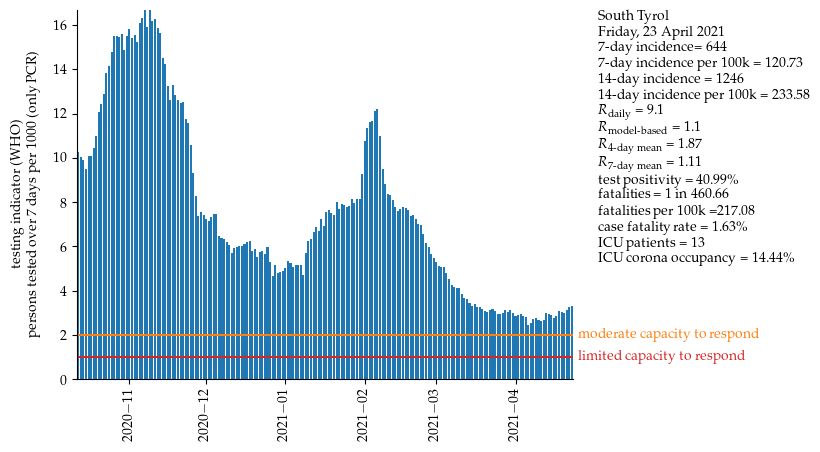 South Tyrol
Friday, 23 April 2021
7-day incidence= 644
7-day incidence per 100k = 120.73
14-day incidence = 1246
14-day incidence per 100k = 233.58
R_daily = 9.1
R_model-based = 1.1
R_4-day mean = 1.87
R_7-day mean = 1.11
test positivity = 40.99%
fatalities = 1 in 460.66
fatalities per 100k =217.08
case fatality rate = 1.63%
ICU patients = 13
ICU corona occupancy = 14.44%
testing indicator (WHO)
persons tested over 7 days per 1000 (only PCR)
16
14
12
10
8
6
4
2
0
moderate capacity to respond
limited capacity to respond
2020−11
2020−12
2021−01
2021−02
2021−03
2021−04